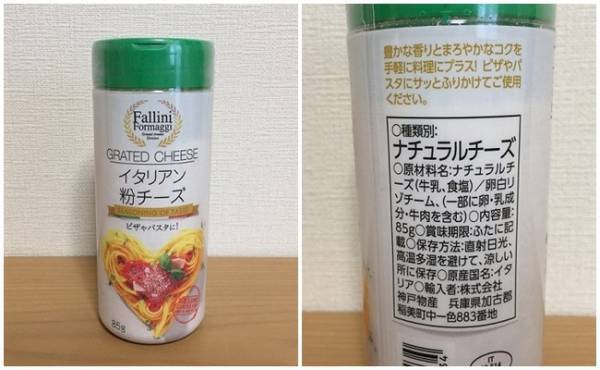 Fallini
Formaggi
GRATED CHEESE
イタリアン
粉チーズ
SEASONING OF TASTE
ピザやパスタに!
85g
豊かな香りとまろやかなコクを
手軽に料理にプラス! ピザやパ
スタにサッとふりかけてご使用
ください。
○種類別:
ナチュラルチーズ
○原材料名:ナチュラルチ
ーズ(牛乳、食塩)/卵白リ
ゾチーム、(一部に卵・乳成
分・牛肉を含む)○内容量:
85g○賞味期限:ふたに記
載○保存方法:直射日光、
高温多湿を避けて、涼しい
所に保存○原産国名:イタ
リア○輸入者:株式会社
神戸物産 兵庫県加古郡
稲美町中一色883番地
IT